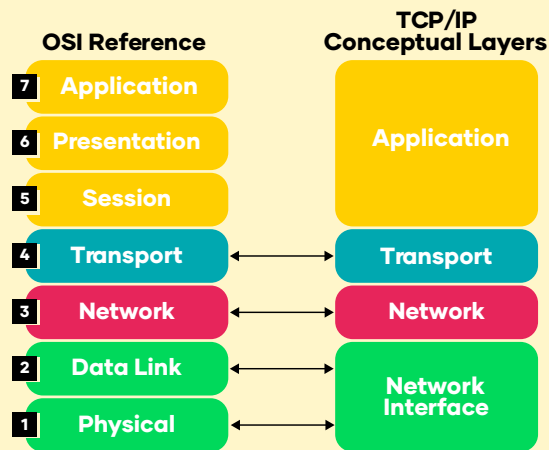 OSI Reference
7 Application
6 Presentation
5 Session
4 Transport
3 Network
2 Data Link
1 Physical
TCP/IP
Conceptual Layers
Application
Transport
Network
Network
Interface